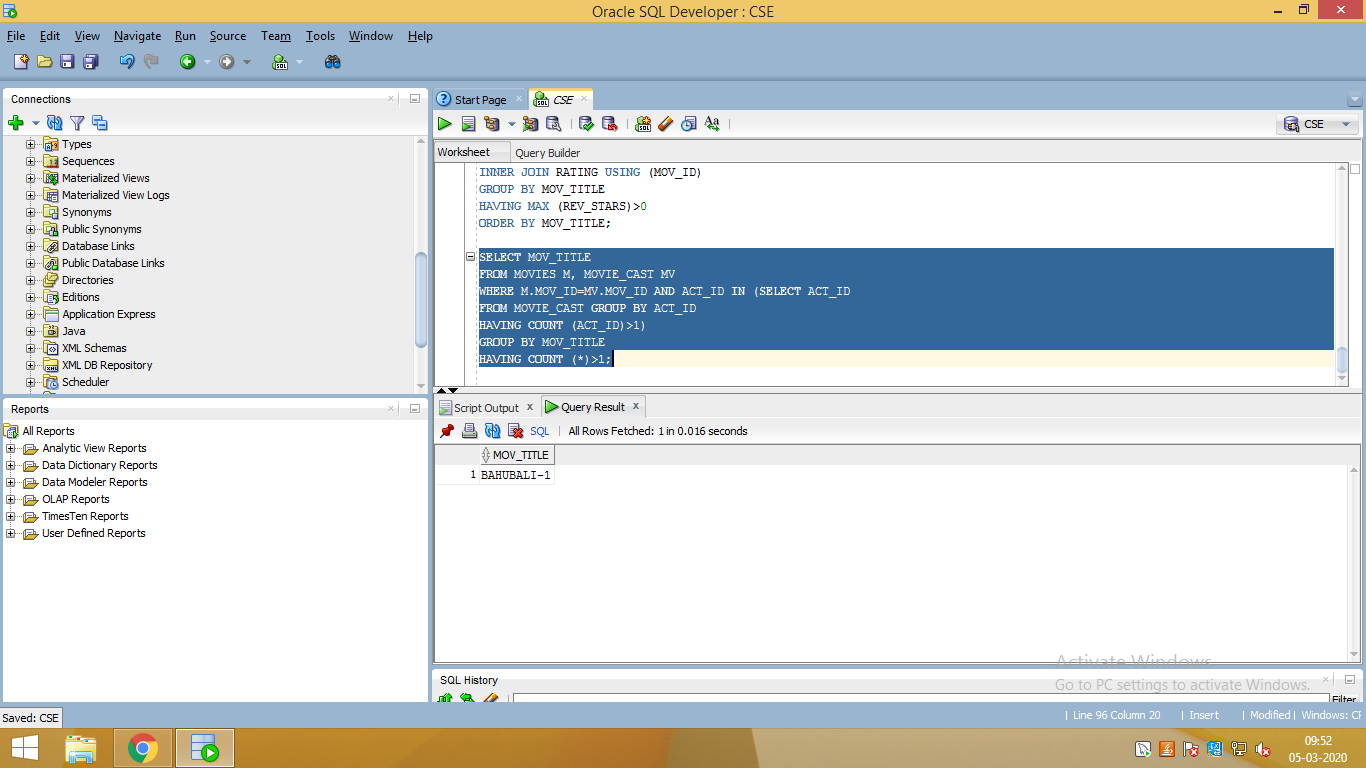 Oracle SQL Developer : CSE
File Edit View Navigate Run Source Team Tools Window Help
Connections
Types
Sequences
Materialized Views
Materialized View Logs
Synonyms
Public Synonyms
Database Links
Public Database Links
Directories
Editions
Application Express
Java
XML Schemas
XML DB Repository
Scheduler
Reports
All Reports
Analytic View Reports
Data Dictionary Reports
Data Modeler Reports
OLAP Reports
TimesTen Reports
User Defined Reports
Start Page CSE
CSE
Worksheet Query Builder
INNER JOIN RATING USING (MOV_ID)
GROUP BY MOV_TITLE
HAVING MAX (REV_STARS)>0
ORDER BY MOV_TITLE;
SELECT MOV_TITLE
FROM MOVIES M, MOVIE_CAST MV
WHERE M.MOV_ID=MV.MOV_ID AND ACT_ID IN (SELECT ACT_ID
FROM MOVIE_CAST GROUP BY ACT_ID
HAVING COUNT (ACT_ID)>1)
GROUP BY MOV_TITLE
HAVING COUNT (*)>1;
Script Output x Query Result x
SQL All Rows Fetched: 1 in 0.016 seconds
MOV_TITLE
1 BAHUBALI-1
Activate Windows
Go to PC settings to activate Windows.
SQL History
Filter
Saved: CSE
| Line 96 Column 20 | Insert | Modified | Windows: CF
09:52
05-03-2020